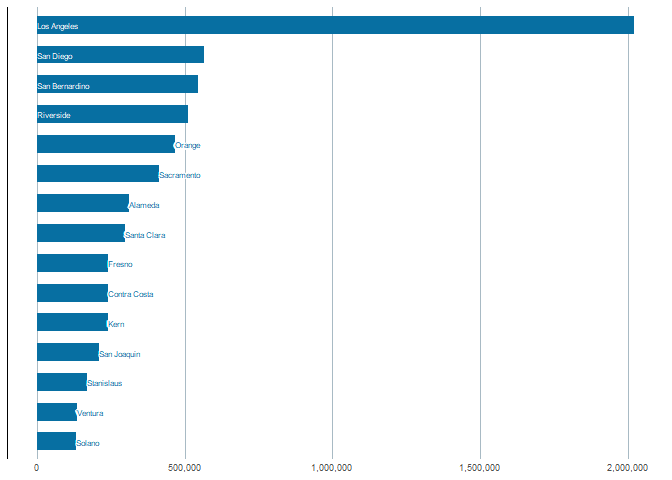 Los Angeles
San Diego
San Bernardino
Riverside
Orange
Sacramento
Alameda
Santa Clara
Fresno
Contra Costa
Kern
San Joaquin
Stanislaus
Ventura
Solano
0 500,000 1,000,000 1,500,000 2,000,000